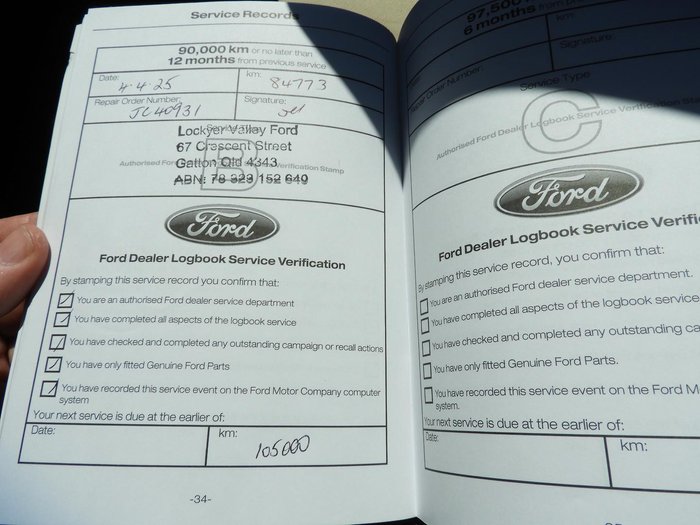 Service Records
90,000 km or no later than
12 months from previous service
Date: 4.4.25
km: 84773
Repair Order Number: JC40931
Signature:
Service Type
B
Lockyer Valley Ford
67 Crescent Street
Gatton Qld 4343
ABN: 78 323 152 649
Authorised Ford Dealer Logbook Service Verification Stamp
Ford
Ford Dealer Logbook Service Verification
By stamping this service record you confirm that:
You are an authorised Ford dealer service department
You have completed all aspects of the logbook service
You have checked and completed any outstanding campaign or recall actions
You have only fitted Genuine Ford Parts
You have recorded this service event on the Ford Motor Company computer
system
Your next service is due at the earlier of:
Date:
km: 105000
-34-
97,500
6 months from
km:
Repair Order Number:
Signature:
Service Type
C
Authorised Ford Dealer Logbook Service Verification Stamp
Ford
Ford Dealer Logbook Service Verifi
By stamping this service record you confirm that:
You are an authorised Ford dealer service department.
You have completed all aspects of the logbook service
You have checked and completed any outstanding ca
You have only fitted Genuine Ford Parts.
You have recorded this service event on the Ford M
system.
Your next service is due at the earlier of:
Date:
km: